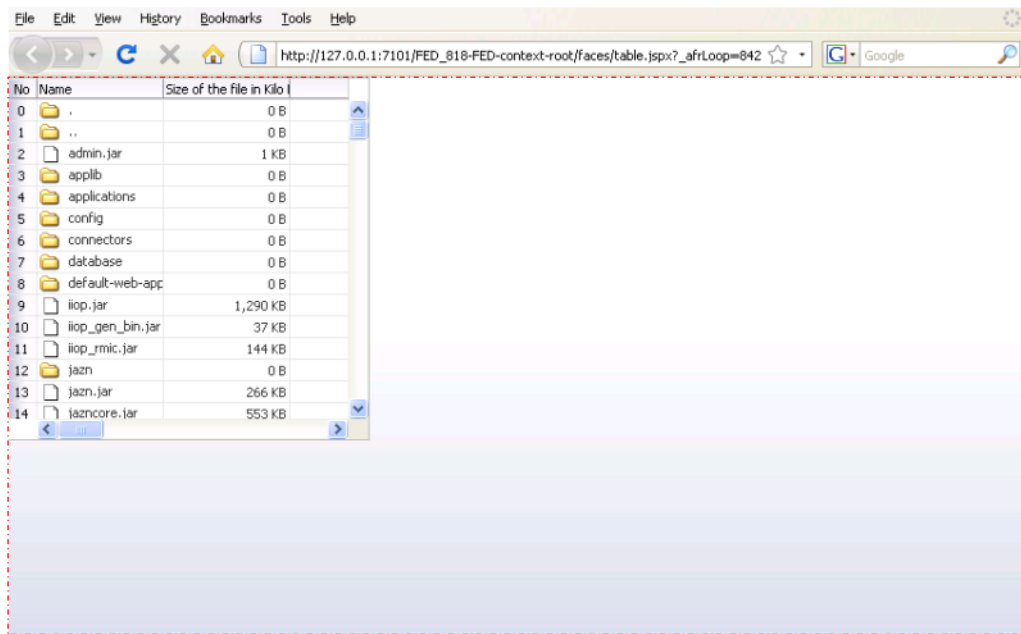 File Edit View History Bookmarks Tools Help
http://127.0.0.1:7101/FED_818-FED-context-root/faces/table.jspx?_afrLoop=842 G Google
No Name Size of the file in Kilo
0 . 0 B
1 .. 0 B
2 admin.jar 1 KB
3 applib 0 B
4 applications 0 B
5 config 0 B
6 connectors 0 B
7 database 0 B
8 default-web-app 0 B
9 iiop.jar 1,290 KB
10 iiop_gen_bin.jar 37 KB
11 iiop_rmic.jar 144 KB
12 jazn 0 B
13 jazn.jar 266 KB
14 jazncore.jar 553 KB